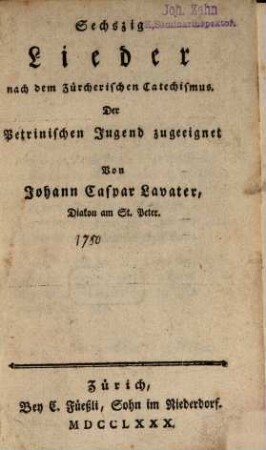 Joh. Zahn
Sechszig
Lieder
nach dem Zürcherischen Catechismus.
Der
Petrinischen Jugend zugeeignet
Von
Johann Caspar Lavater,
Diakon am St. Peter.
1780
Zürich,
Bey C. Füeßli, Sohn im Niederdorf.
MDCCLXXX.